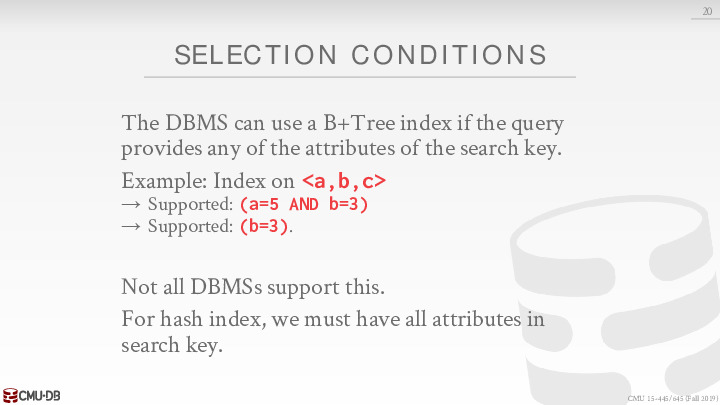 20
SELECTION CONDITIONS
The DBMS can use a B+Tree index if the query
provides any of the attributes of the search key.
Example: Index on <a,b,c>
→ Supported: (a=5 AND b=3)
→ Supported: (b=3).
Not all DBMSs support this.
For hash index, we must have all attributes in
search key.
CMU·DB
CMU 15-445/645 (Fall 2019)